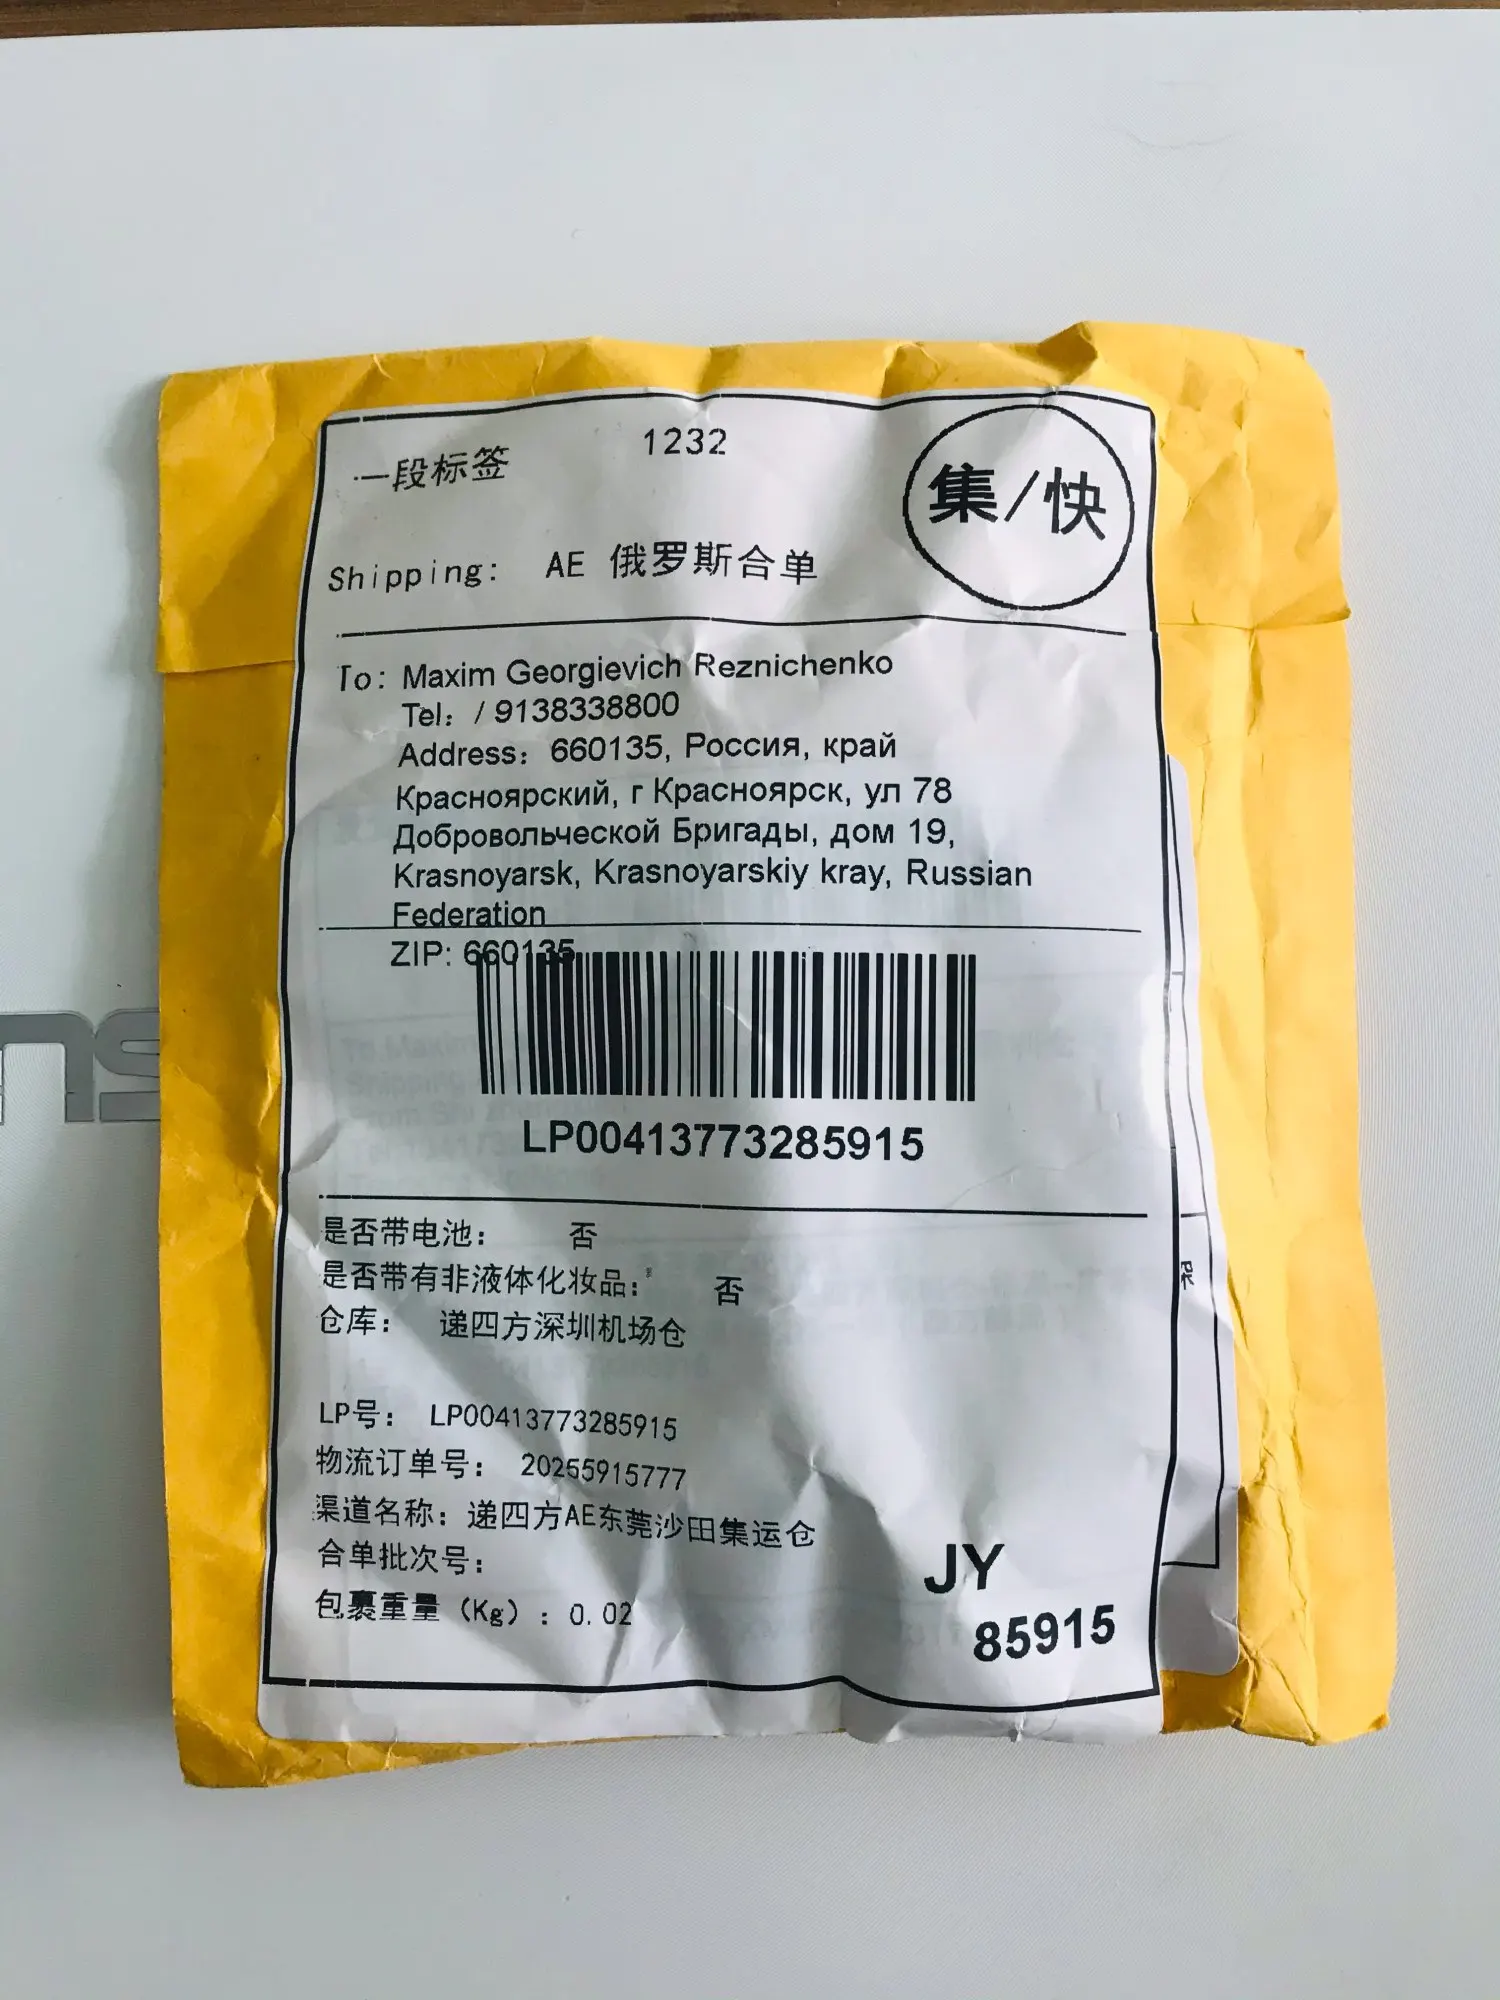 一段标签
1232
集/快
Shipping: AE 俄罗斯合单
To: Maxim Georgievich Reznichenko
Tel: / 9138338800
Address: 660135, Россия, край
Красноярский, г Красноярск, ул 78
Добровольческой Бригады, дом 19,
Krasnoyarsk, Krasnoyarskiy kray, Russian
Federation
ZIP: 660135
LP00413773285915
是否带电池: 否
是否带有非液体化妆品: 否
仓库: 递四方深圳机场仓
LP号: LP00413773285915
物流订单号: 20255915777
渠道名称: 递四方AE东莞沙田集运仓
合单批次号:
包裹重量 (Kg) : 0.02
JY
85915